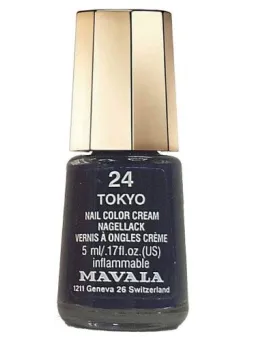 24
TOKYO
NAIL COLOR CREAM
NAGELLACK
VERNIS À ONGLES CRÈME
5 ml/.17fl.oz.(US)
inflammable
MAVALA
1211 Geneva 26 Switzerland